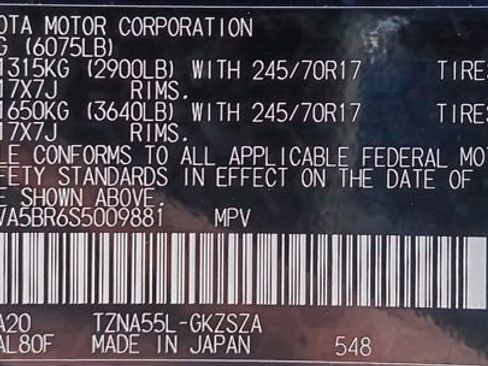 OTA MOTOR CORPORATION
G (6075LB)
1315KG (2900LB) WITH 245/70R17 TIRES
17X7J RIMS.
1650KG (3640LB) WITH 245/70R17 TIRES
17X7J RIMS.
LE CONFORMS TO ALL APPLICABLE FEDERAL MOT
FETY STANDARDS IN EFFECT ON THE DATE OF
E SHOWN ABOVE.
VA5BR6S5009881 MPV
A20 TZNA55L-GKZSZA
AL80F MADE IN JAPAN 548